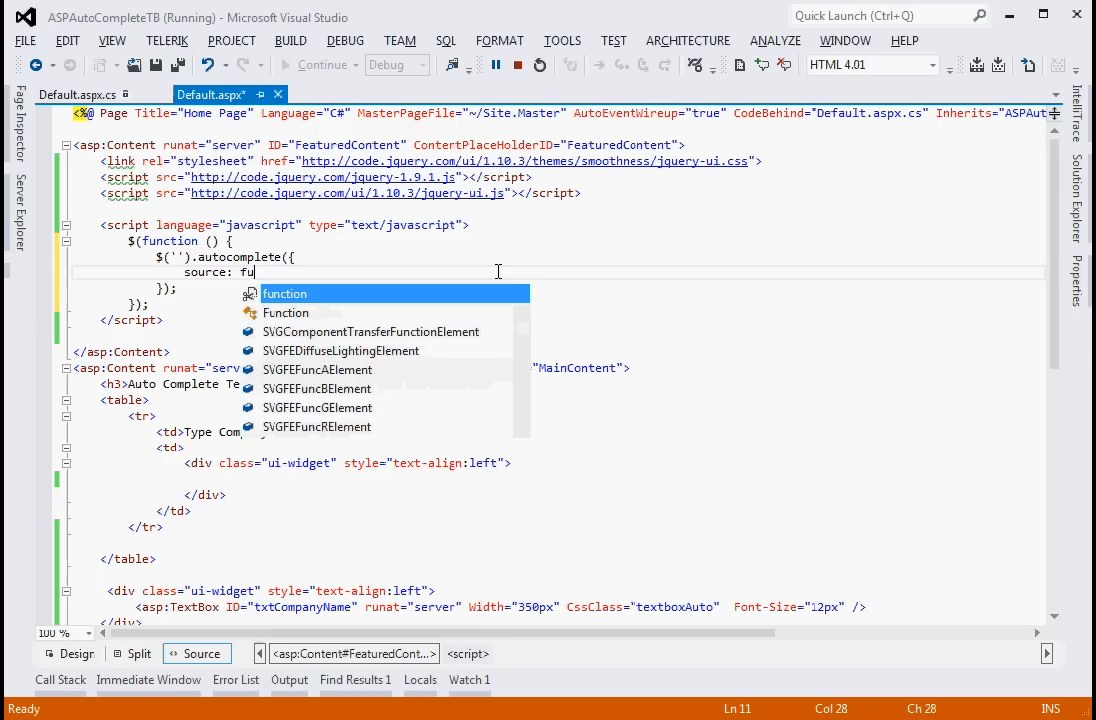 ASPAutoCompleteTB (Running) - Microsoft Visual Studio
Quick Launch (Ctrl+Q)
FILE EDIT VIEW TELERIK PROJECT BUILD DEBUG TEAM SQL FORMAT TOOLS TEST ARCHITECTURE ANALYZE WINDOW HELP
Continue Debug HTML 4.01
Default.aspx.cs Default.aspx*
Page Inspector
Server Explorer
IntelliTrace
Solution Explorer
Properties
<%@ Page Title="Home Page" Language="C#" MasterPageFile="~/Site.Master" AutoEventWireup="true" CodeBehind="Default.aspx.cs" Inherits="ASPAut
<asp:Content runat="server" ID="FeaturedContent" ContentPlaceHolderID="FeaturedContent">
<link rel="stylesheet" href="http://code.jquery.com/ui/1.10.3/themes/smoothness/jquery-ui.css">
<script src="http://code.jquery.com/jquery-1.9.1.js"></script>
<script src="http://code.jquery.com/ui/1.10.3/jquery-ui.js"></script>
<script language="javascript" type="text/javascript">
$(function () {
$('').autocomplete({
source: fu
});
});
</script>
function
Function
SVGComponentTransferFunctionElement
SVGFEDiffuseLightingElement
SVGFEFuncAElement
SVGFEFuncBElement
SVGFEFuncGElement
SVGFEFuncRElement
</asp:Content>
<asp:Content runat="serv "MainContent">
<h3>Auto Complete Te
<table>
<tr>
<td>Type Comp
<td>
<div class="ui-widget" style="text-align:left">
</div>
</td>
</tr>
</table>
<div class="ui-widget" style="text-align:left">
<asp:TextBox ID="txtCompanyName" runat="server" Width="350px" CssClass="textboxAuto" Font-Size="12px" />
</div>
100 %
Design Split Source <asp:Content#FeaturedCont...> <script>
Call Stack Immediate Window Error List Output Find Results 1 Locals Watch 1
Ready Ln 11 Col 28 Ch 28 INS